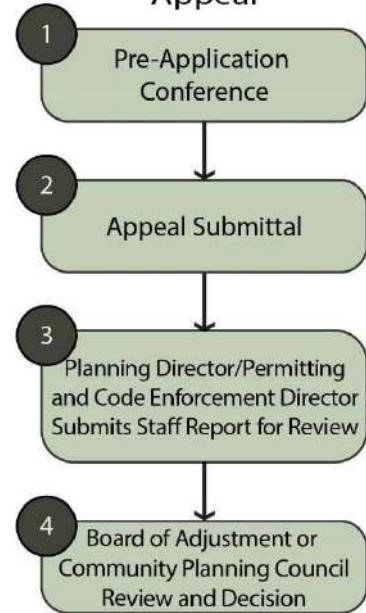 Appeal
1
Pre-Application
Conference
2
Appeal Submittal
3
Planning Director/Permitting
and Code Enforcement Director
Submits Staff Report for Review
4
Board of Adjustment or
Community Planning Council
Review and Decision